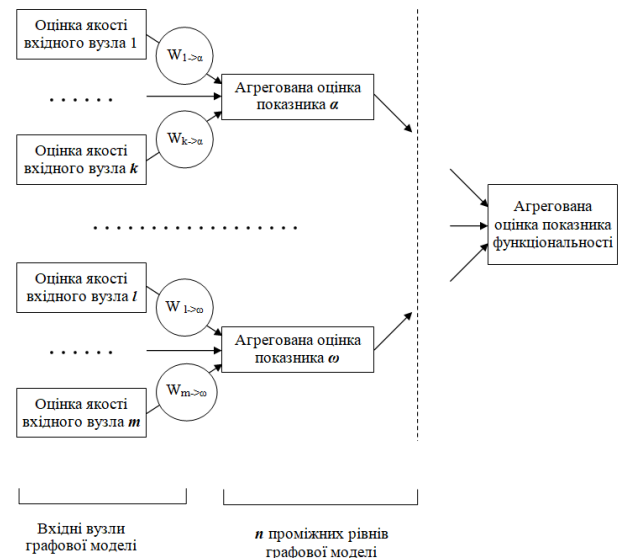 Оцінка якості
вхідного вузла 1
W1->α
. . . . . .
Агрегована оцінка
показника α
Оцінка якості
вхідного вузла k
Wk->α
Агрегована
оцінка показника
функціональності
. . . . . . . . . . . . . . . . . .
Оцінка якості
вхідного вузла l
W l->ω
. . . . . .
Агрегована оцінка
показника ω
Оцінка якості
вхідного вузла m
Wm->ω
Вхідні вузли
графової моделі
n проміжних рівнів
графової моделі